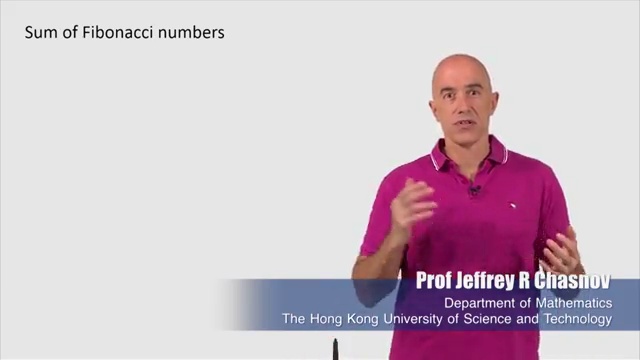 Sum of Fibonacci numbers
Prof Jeffrey R Chasnov
Department of Mathematics
The Hong Kong University of Science and Technology